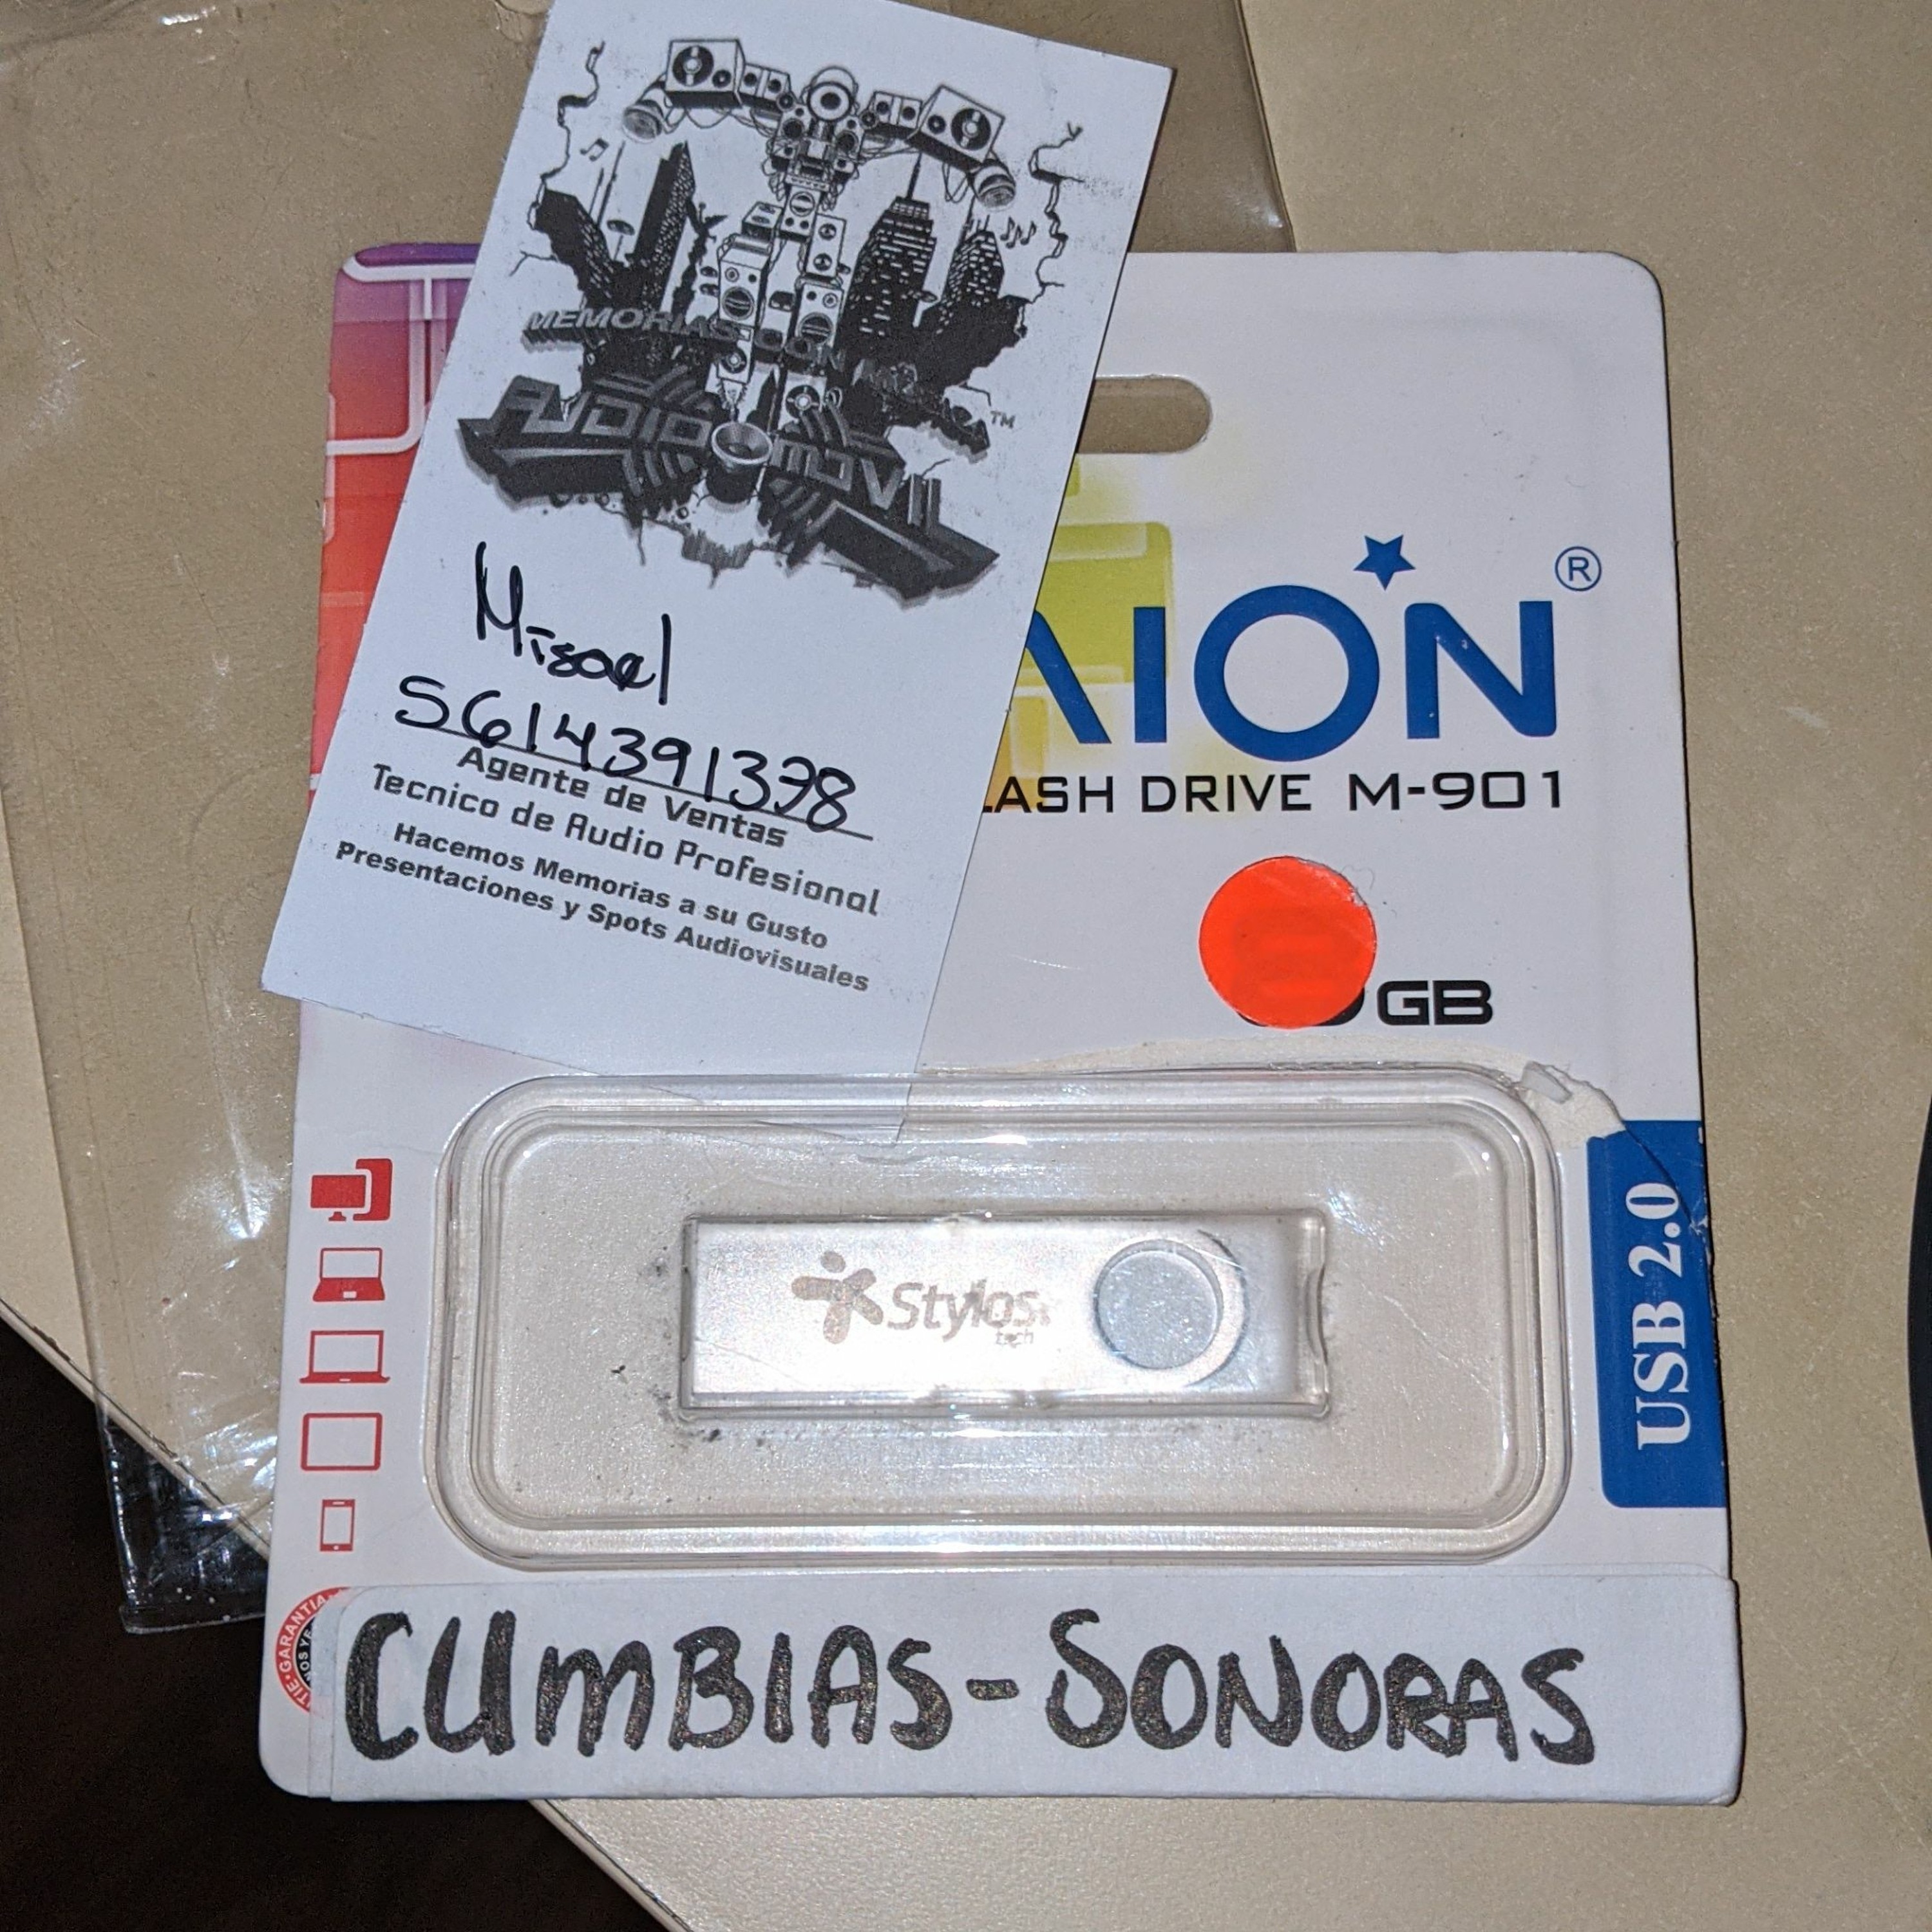 MEMORIAS CON
AUDIO MOVIL
TM
Misael
5614391378
Agente de Ventas
Tecnico de Audio Profesional
Hacemos Memorias a su Gusto
Presentaciones y Spots Audiovisuales
AION®
LASH DRIVE M-901
GB
USB 2.0
Stylos
tech
GARANTIA
CUMBIAS-SONORAS